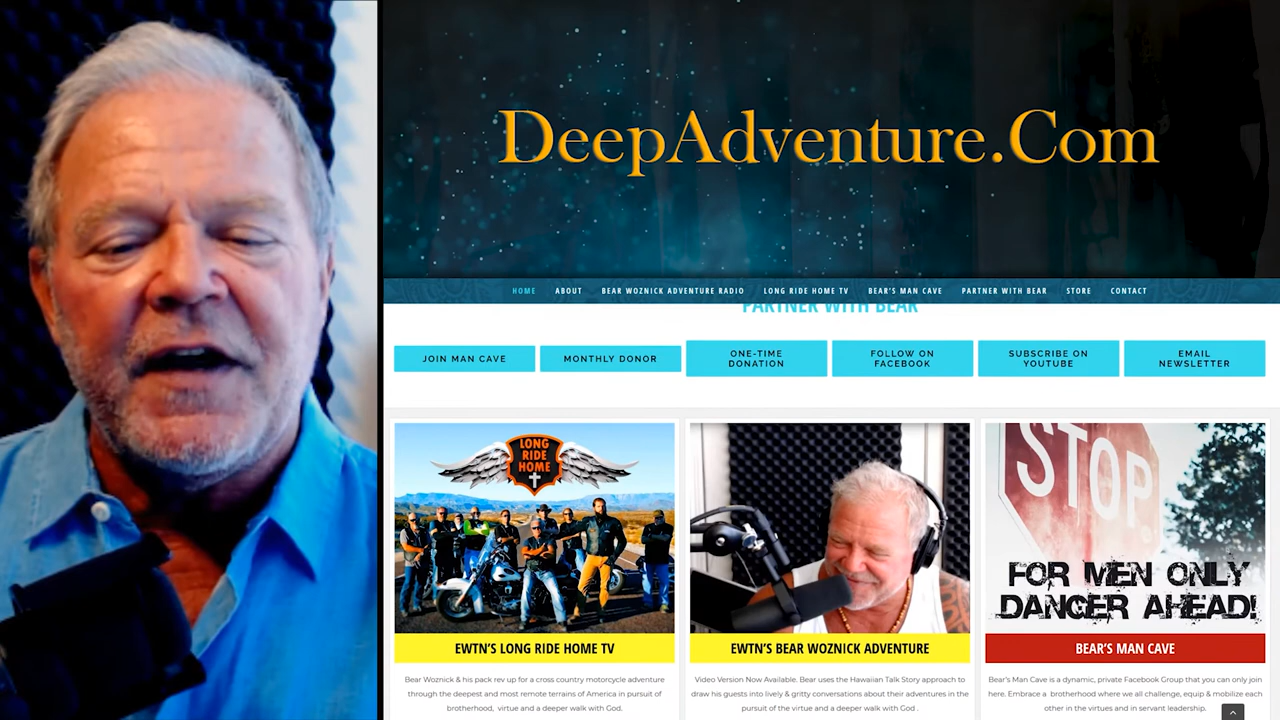 DeepAdventure.Com
HOME ABOUT BEAR WOZNICK ADVENTURE RADIO LONG RIDE HOME TV BEAR'S MAN CAVE PARTNER WITH BEAR STORE CONTACT
PARTNER WITH BEAR
JOIN MAN CAVE
MONTHLY DONOR
ONE-TIME
DONATION
FOLLOW ON
FACEBOOK
SUBSCRIBE ON
YOUTUBE
EMAIL
NEWSLETTER
LONG
RIDE
HOME
EWTN'S LONG RIDE HOME TV
Bear Woznick & his pack rev up for a cross country motorcycle adventure
through the deepest and most remote terrains of America in pursuit of
brotherhood, virtue and a deeper walk with God.
EWTN'S BEAR WOZNICK ADVENTURE
Video Version Now Available. Bear uses the Hawaiian Talk Story approach to
draw his guests into lively & gritty conversations about their adventures in the
pursuit of the virtue and a deeper walk with God .
STOP
FOR MEN ONLY
DANGER AHEAD!
BEAR'S MAN CAVE
Bear's Man Cave is a dynamic, private Facebook Group that you can only join
here. Embrace a brotherhood where we all challenge, equip & mobilize each
other in the virtues and in servant leadership.